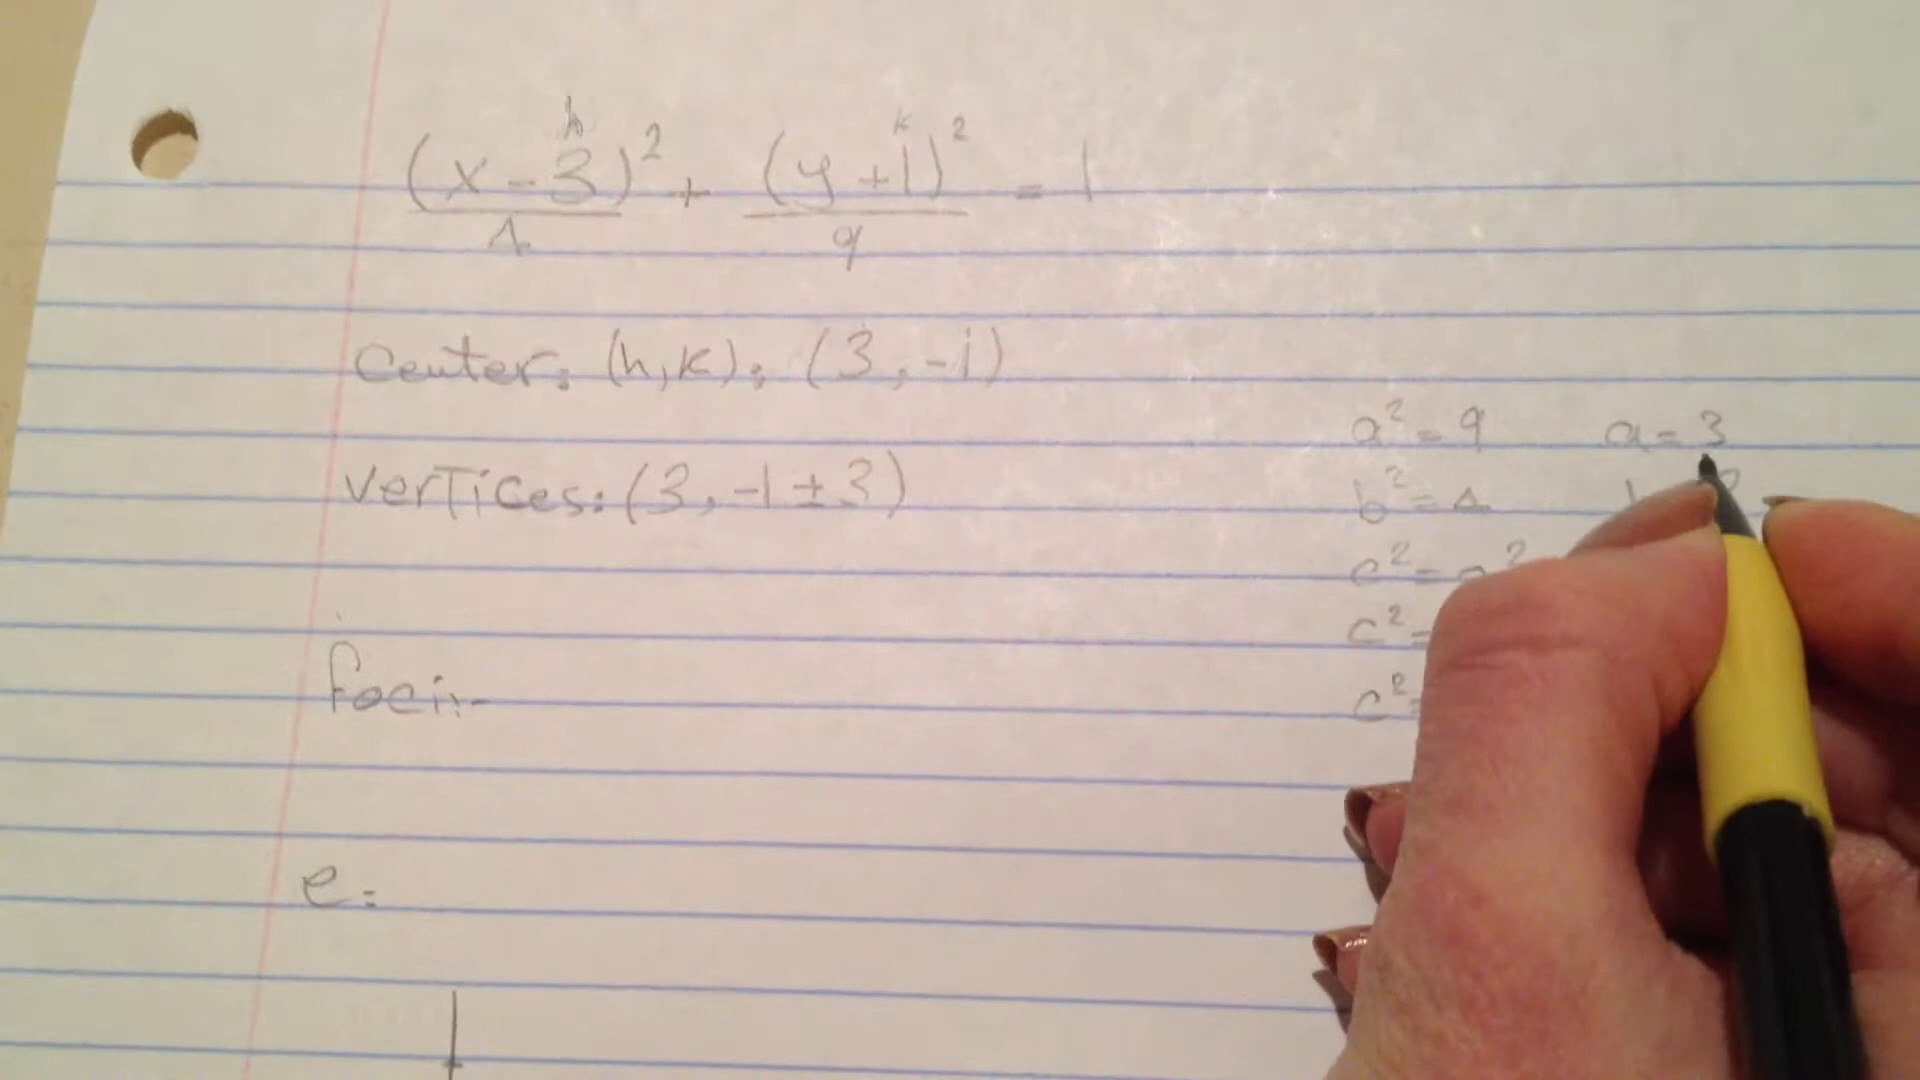 h k
(x - 3)² + (y + 1)² = 1
4 9
Center: (h,k): (3, -1)
a² = 9 a = 3
Vertices: (3, -1 ± 3)
b² = 4
c² = a²
c² =
foci:-
c² =
e =